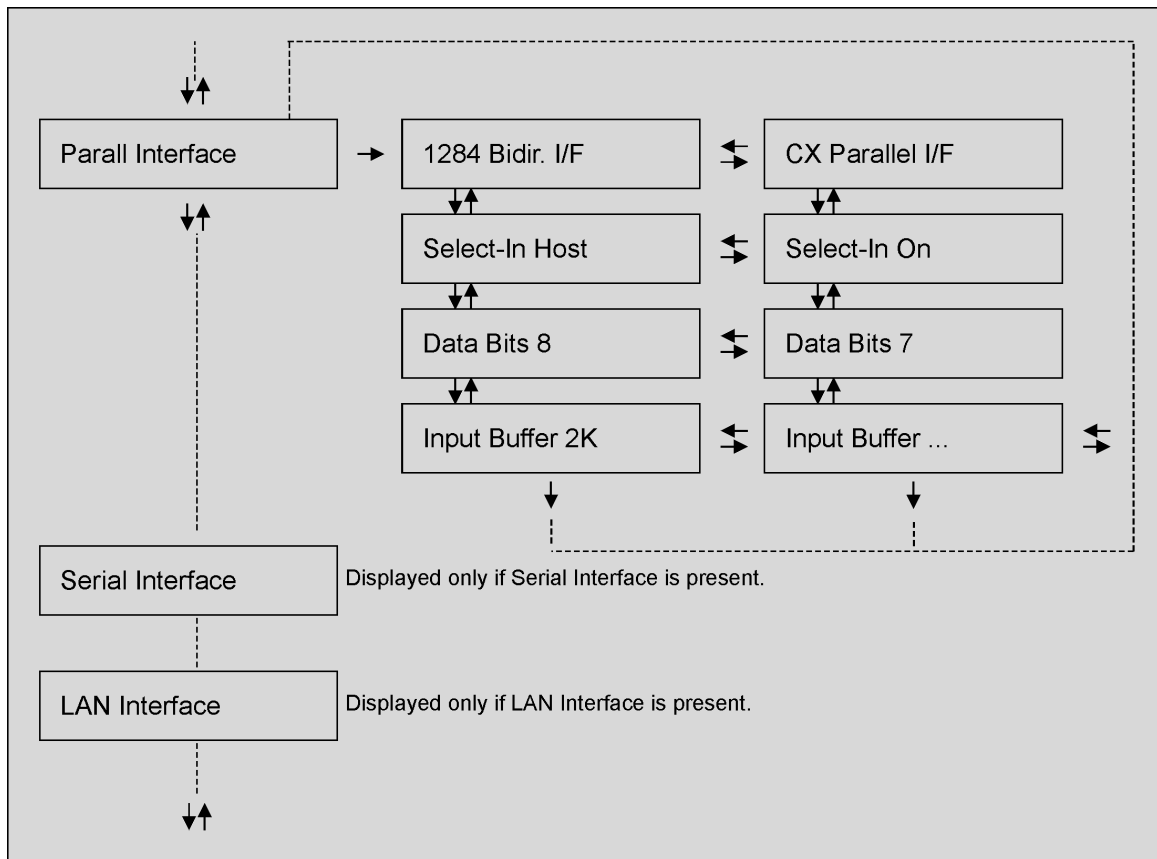 Parall Interface
1284 Bidir. I/F
CX Parallel I/F
Select-In Host
Select-In On
Data Bits 8
Data Bits 7
Input Buffer 2K
Input Buffer ...
Serial Interface
Displayed only if Serial Interface is present.
LAN Interface
Displayed only if LAN Interface is present.